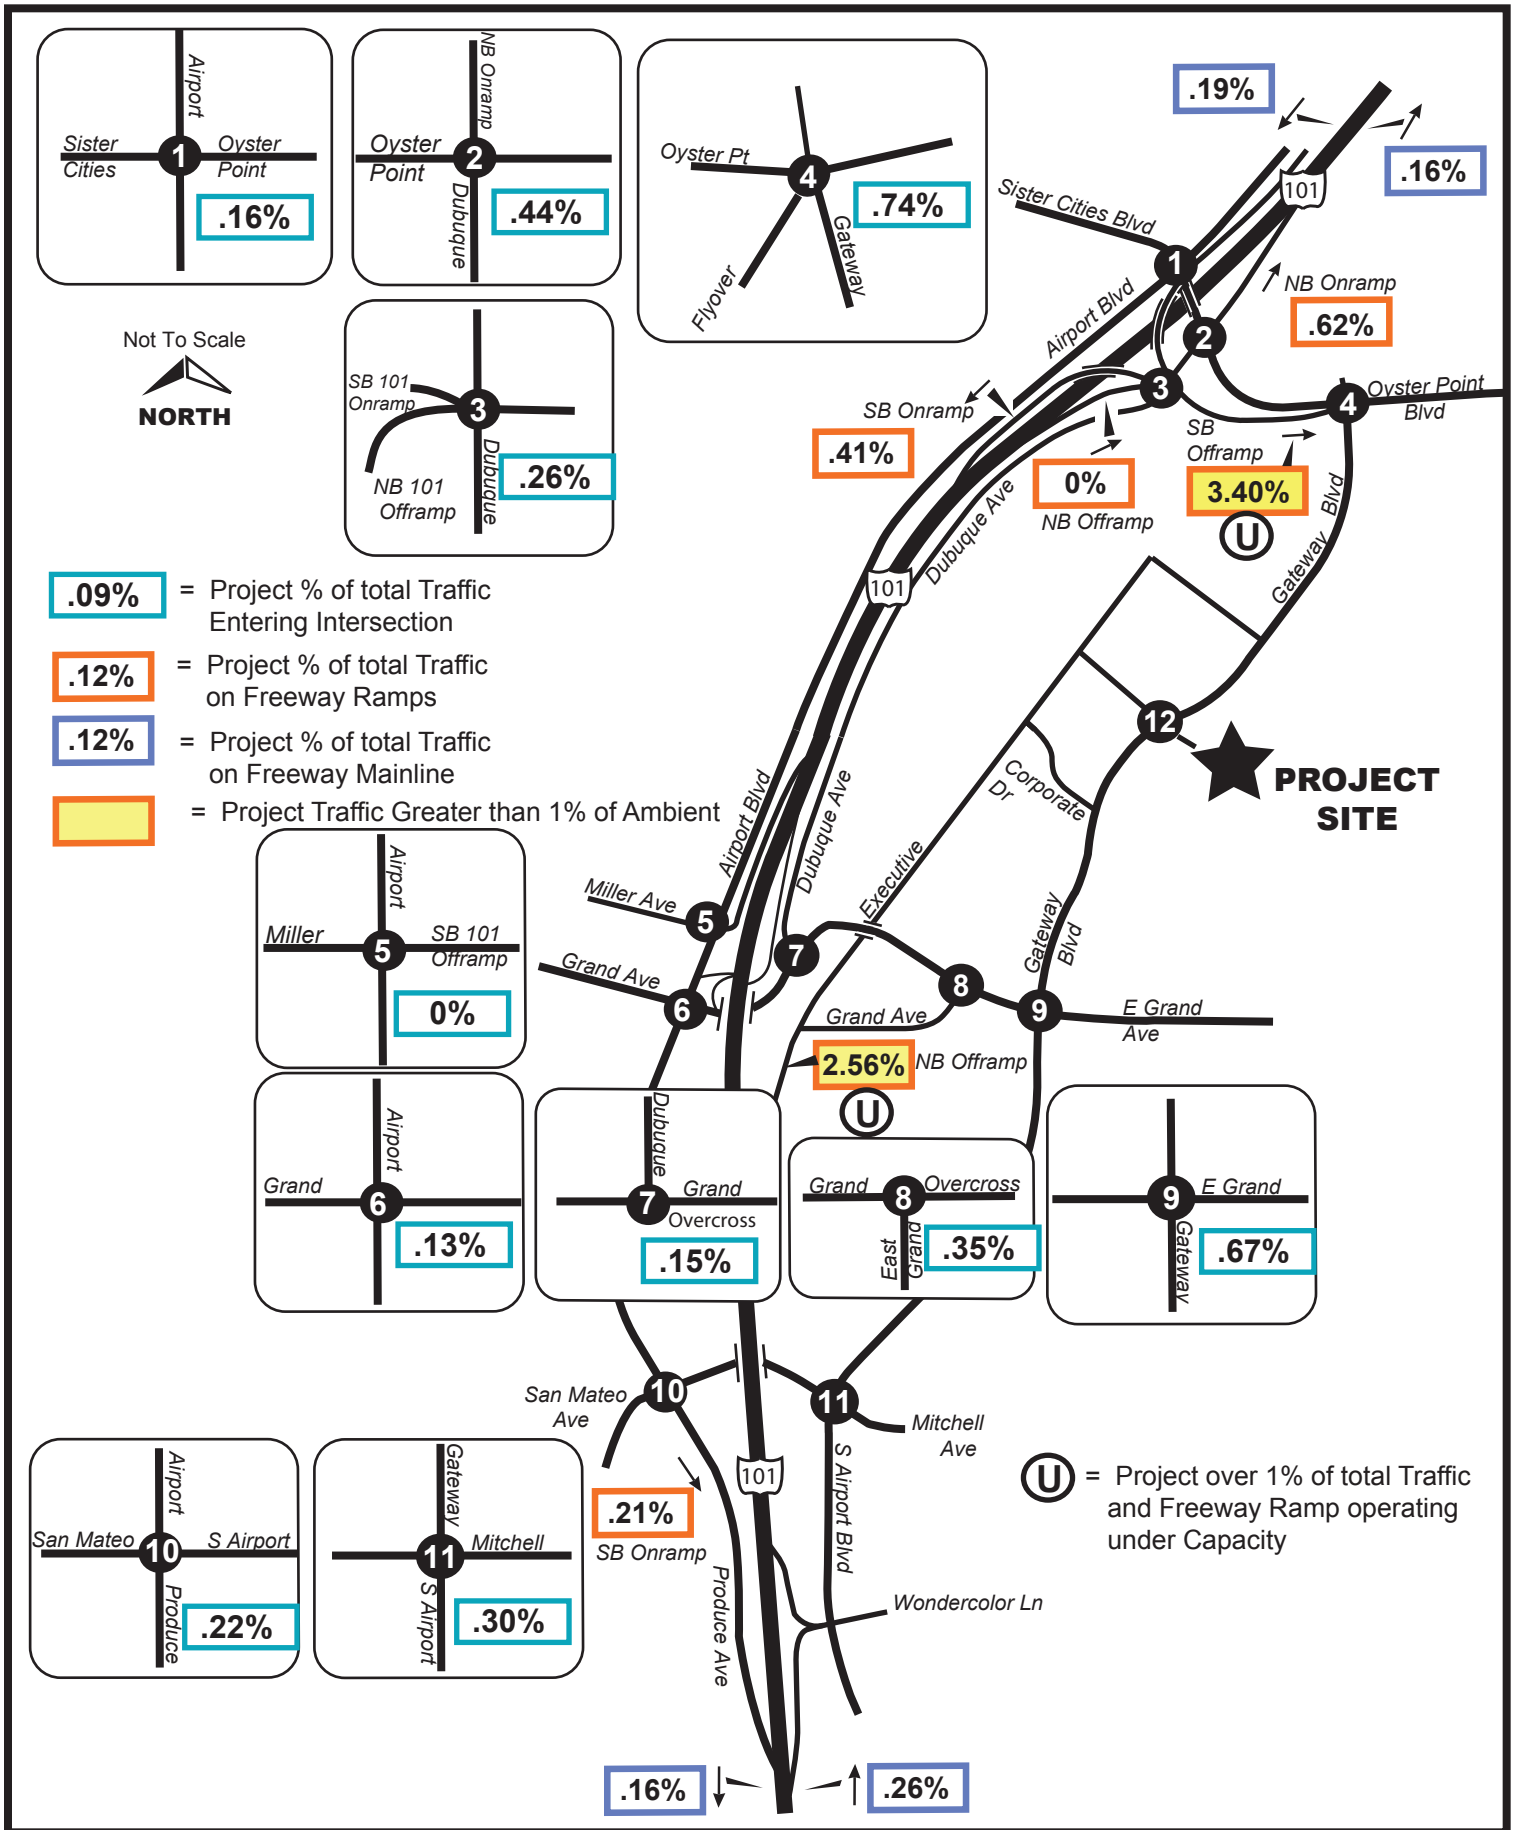 Airport
Sister
Cities
1
Oyster
Point
.16%
NB Onramp
Oyster
Point
2
Dubuque
.44%
Oyster Pt
4
.74%
Gateway
Flyover
.19%
.16%
101
Sister Cities Blvd
1
NB Onramp
.62%
2
Airport Blvd
3
4
Oyster Point
Blvd
SB Onramp
.41%
SB
Offramp
3.40%
U
0%
NB Offramp
Gateway Blvd
Dubuque Ave
101
Not To Scale
NORTH
SB 101
Onramp
3
NB 101
Offramp
Dubuque
.26%
.09%
= Project % of total Traffic
Entering Intersection
.12%
= Project % of total Traffic
on Freeway Ramps
.12%
= Project % of total Traffic
on Freeway Mainline
= Project Traffic Greater than 1% of Ambient
12
PROJECT
SITE
Corporate
Dr
Airport Blvd
Dubuque Ave
Executive
Miller Ave
5
7
Gateway
Blvd
Grand Ave
6
8
9
Grand Ave
E Grand
Ave
2.56%
NB Offramp
U
Airport
Miller
5
SB 101
Offramp
0%
Airport
Grand
6
.13%
Dubuque
7
Grand
Overcross
.15%
Grand
8
Overcross
East
Grand
.35%
9
E Grand
Gateway
.67%
San Mateo
Ave
10
11
Mitchell
Ave
101
S Airport Blvd
.21%
SB Onramp
Produce Ave
Wondercolor Ln
U
= Project over 1% of total Traffic
and Freeway Ramp operating
under Capacity
Airport
San Mateo
10
S Airport
Produce
.22%
Gateway
11
Mitchell
S Airport
.30%
.16%
.26%